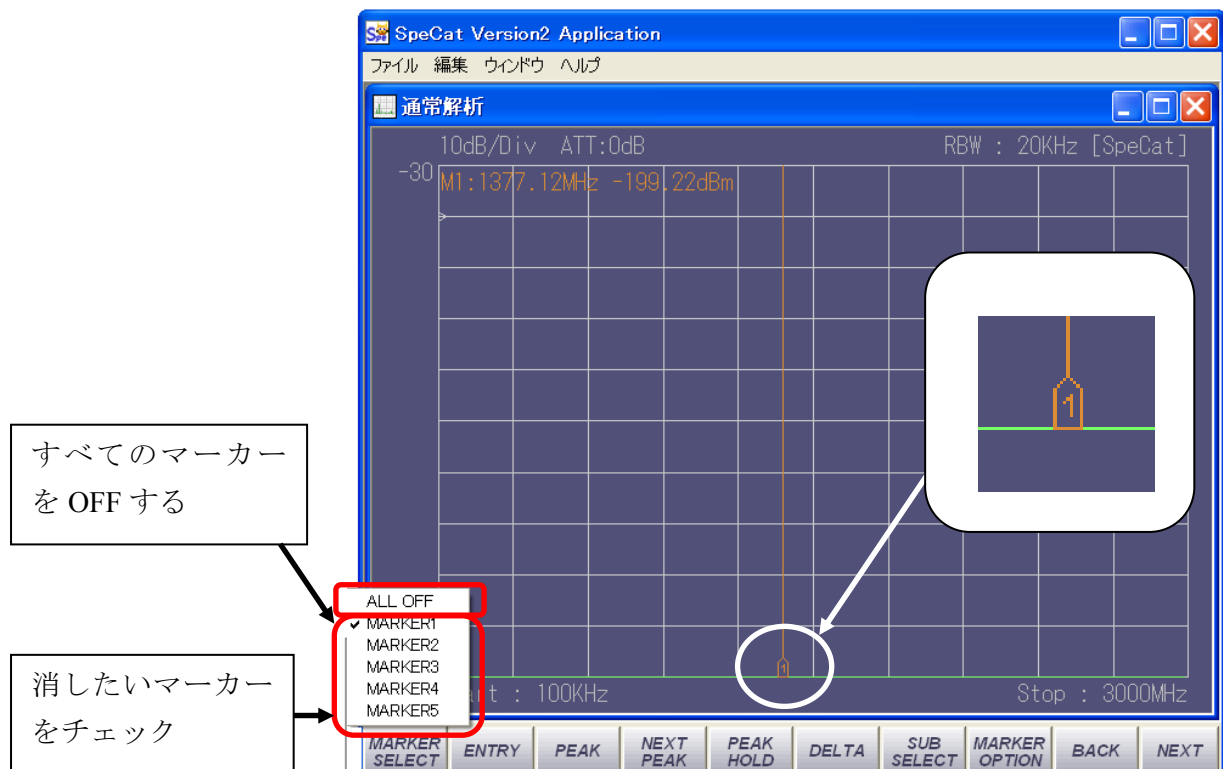 SpeCat Version2 Application
ファイル 編集 ウィンドウ ヘルプ
通常解析
10dB/Div ATT:0dB
RBW : 20KHz [SpeCat]
-30
M1:1377.12MHz -199.22dBm
1
すべてのマーカー
を OFF する
ALL OFF
MARKER1
MARKER2
MARKER3
MARKER4
MARKER5
1
消したいマーカー
をチェック
: 100KHz
Stop : 3000MHz
MARKER SELECT
ENTRY
PEAK
NEXT PEAK
PEAK HOLD
DELTA
SUB SELECT
MARKER OPTION
BACK
NEXT